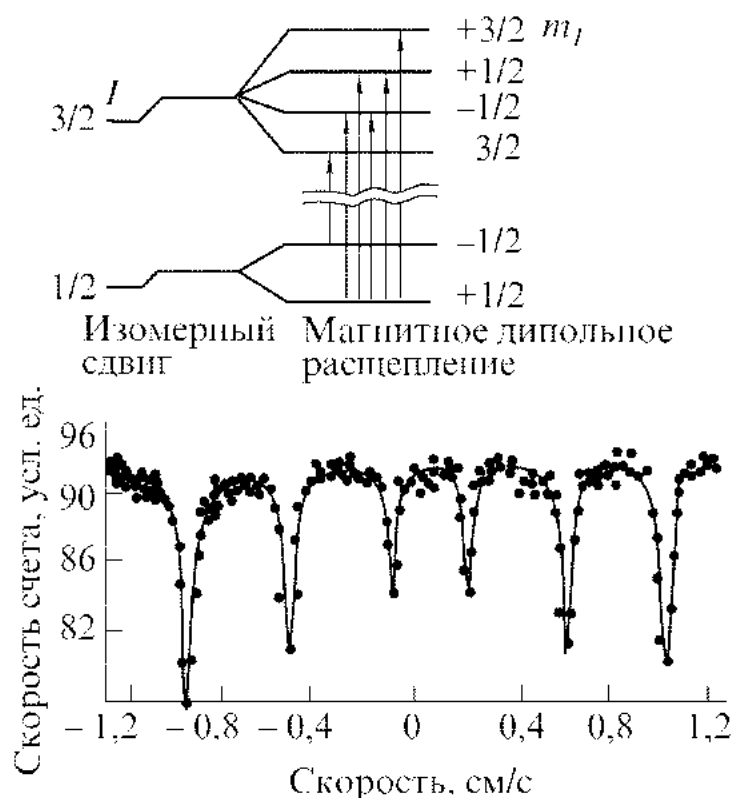 +3/2 m_I
+1/2
I
3/2
−1/2
3/2
−1/2
1/2
+1/2
Изомерный Магнитное дипольное
сдвиг расщепление
Скорость счета, усл. ед.
96
90
86
82
− 1,2 − 0,8 − 0,4 0 0,4 0,8 1,2
Скорость, см/с